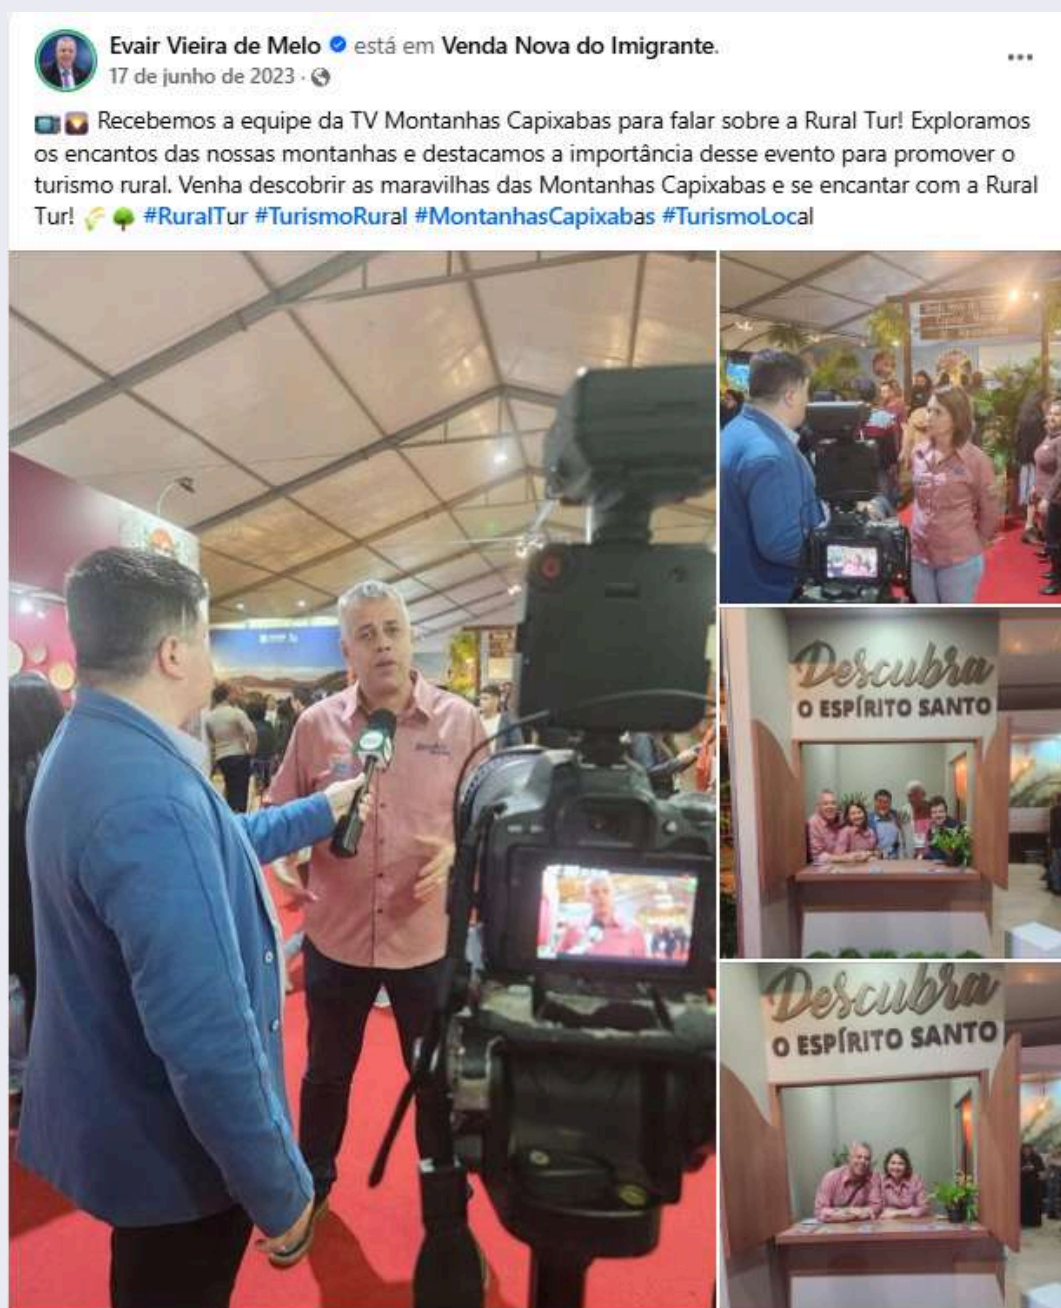 Evair Vieira de Melo está em Venda Nova do Imigrante.
17 de junho de 2023 ·
Recebemos a equipe da TV Montanhas Capixabas para falar sobre a Rural Tur! Exploramos
os encantos das nossas montanhas e destacamos a importância desse evento para promover o
turismo rural. Venha descobrir as maravilhas das Montanhas Capixabas e se encantar com a Rural
Tur! #RuralTur #TurismoRural #MontanhasCapixabas #TurismoLocal
Descubra
O ESPÍRITO SANTO
Descubra
O ESPÍRITO SANTO